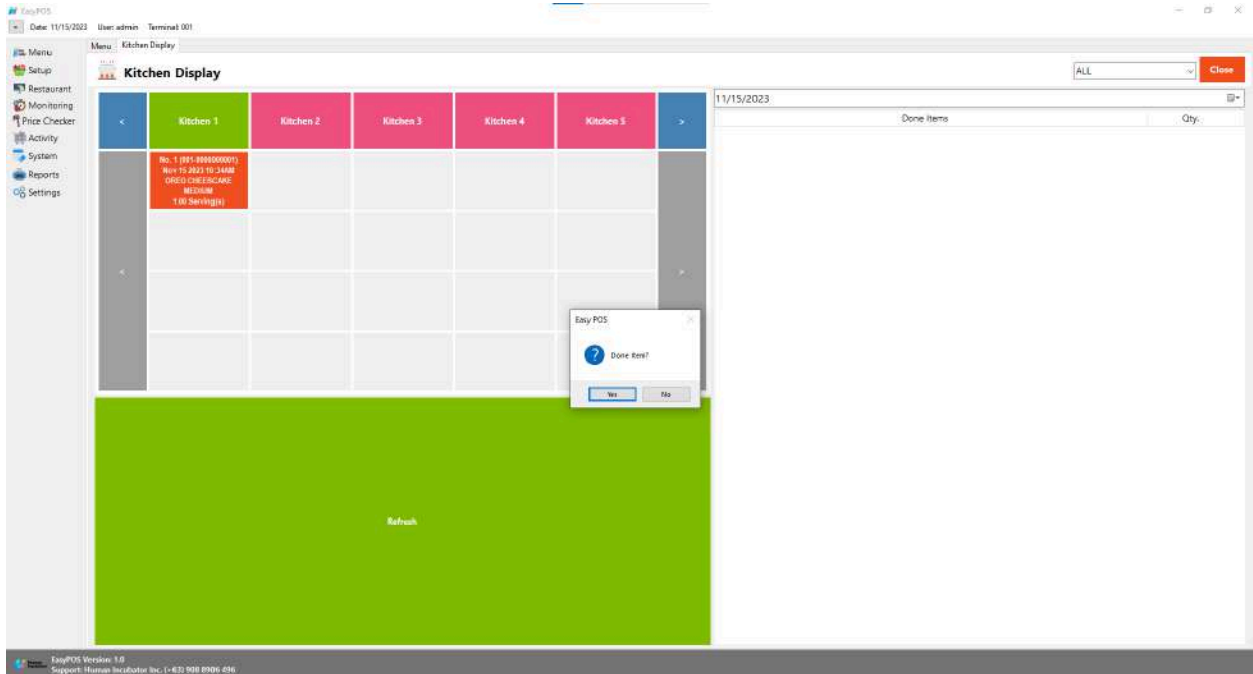 EasyPOS
Date: 11/15/2023 User: admin Terminal: 001
Menu
Setup
Restaurant
Monitoring
Price Checker
Activity
System
Reports
Settings
Menu Kitchen Display
Kitchen Display
ALL
Close
< Kitchen 1 Kitchen 2 Kitchen 3 Kitchen 4 Kitchen 5 >
No. 1 (001-0000000001)
Nov 15 2023 10:34AM
OREO CHEESCAKE
MEDIUM
1.00 Serving(s)
< >
Refresh
11/15/2023
Done Items Qty.
Easy POS
Done Item?
Yes No
EasyPOS Version: 1.0
Support: Human Incubator Inc. (+63) 908 8906 496